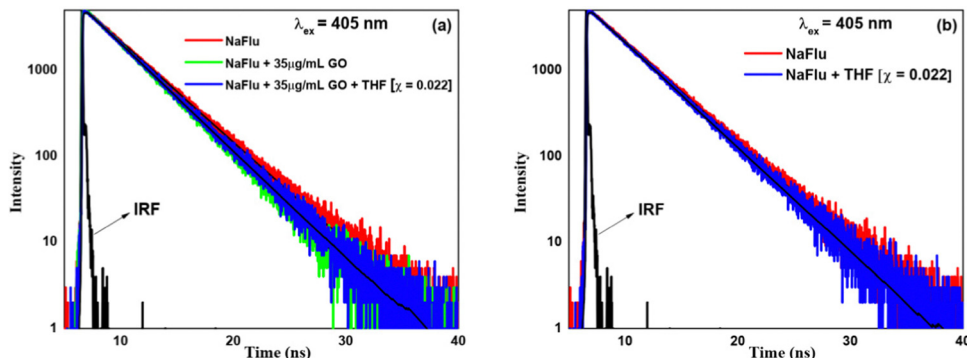 λex = 405 nm
(a)
NaFlu
NaFlu + 35μg/mL GO
NaFlu + 35μg/mL GO + THF [χ = 0.022]
1000
100
10
1
Intensity
IRF
10
20
30
40
Time (ns)
λex = 405 nm
(b)
NaFlu
NaFlu + THF [χ = 0.022]
1000
100
10
1
Intensity
IRF
10
20
30
40
Time (ns)